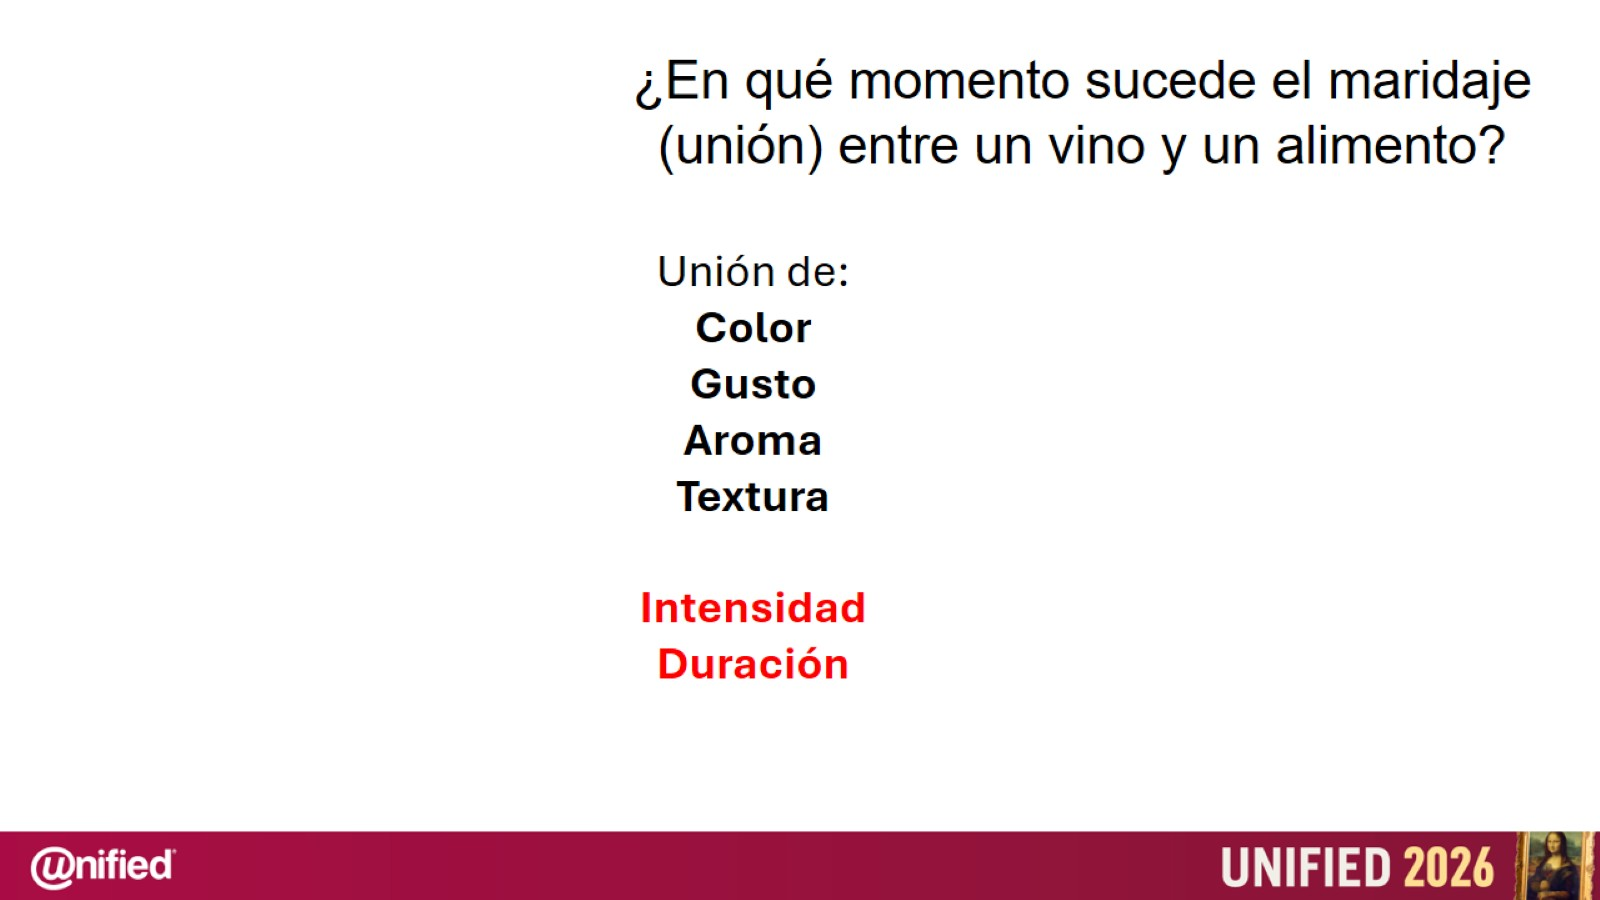 ¿En qué momento sucede el maridaje
(unión) entre un vino y un alimento?
Unión de:
Color
Gusto
Aroma
Textura
Intensidad
Duración
@unified
UNIFIED 2026